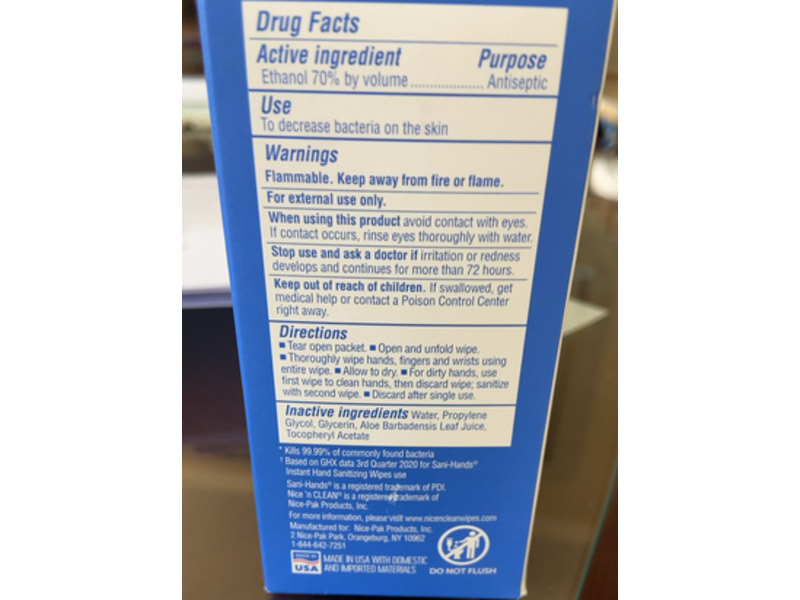 Drug Facts
Active ingredient Purpose
Ethanol 70% by volume................... Antiseptic
Use
To decrease bacteria on the skin
Warnings
Flammable. Keep away from fire or flame.
For external use only.
When using this product avoid contact with eyes.
If contact occurs, rinse eyes thoroughly with water.
Stop use and ask a doctor if irritation or redness
develops and continues for more than 72 hours.
Keep out of reach of children. If swallowed, get
medical help or contact a Poison Control Center
right away.
Directions
■ Tear open packet. ■ Open and unfold wipe.
■ Thoroughly wipe hands, fingers and wrists using
entire wipe. ■ Allow to dry. ■ For dirty hands, use
first wipe to clean hands, then discard wipe; sanitize
with second wipe. ■ Discard after single use.
Inactive ingredients Water, Propylene
Glycol, Glycerin, Aloe Barbadensis Leaf Juice,
Tocopheryl Acetate
* Kills 99.99% of commonly found bacteria
† Based on GHX data 3rd Quarter 2020 for Sani-Hands®
Instant Hand Sanitizing Wipes use
Sani-Hands® is a registered trademark of PDI.
Nice 'n CLEAN® is a registered trademark of
Nice-Pak Products, Inc.
For more information, please visit www.nicencleanwipes.com
Manufactured for: Nice-Pak Products, Inc.
2 Nice-Pak Park, Orangeburg, NY 10962
1-844-642-7251
MADE IN
USA
MADE IN USA WITH DOMESTIC
AND IMPORTED MATERIALS
DO NOT FLUSH